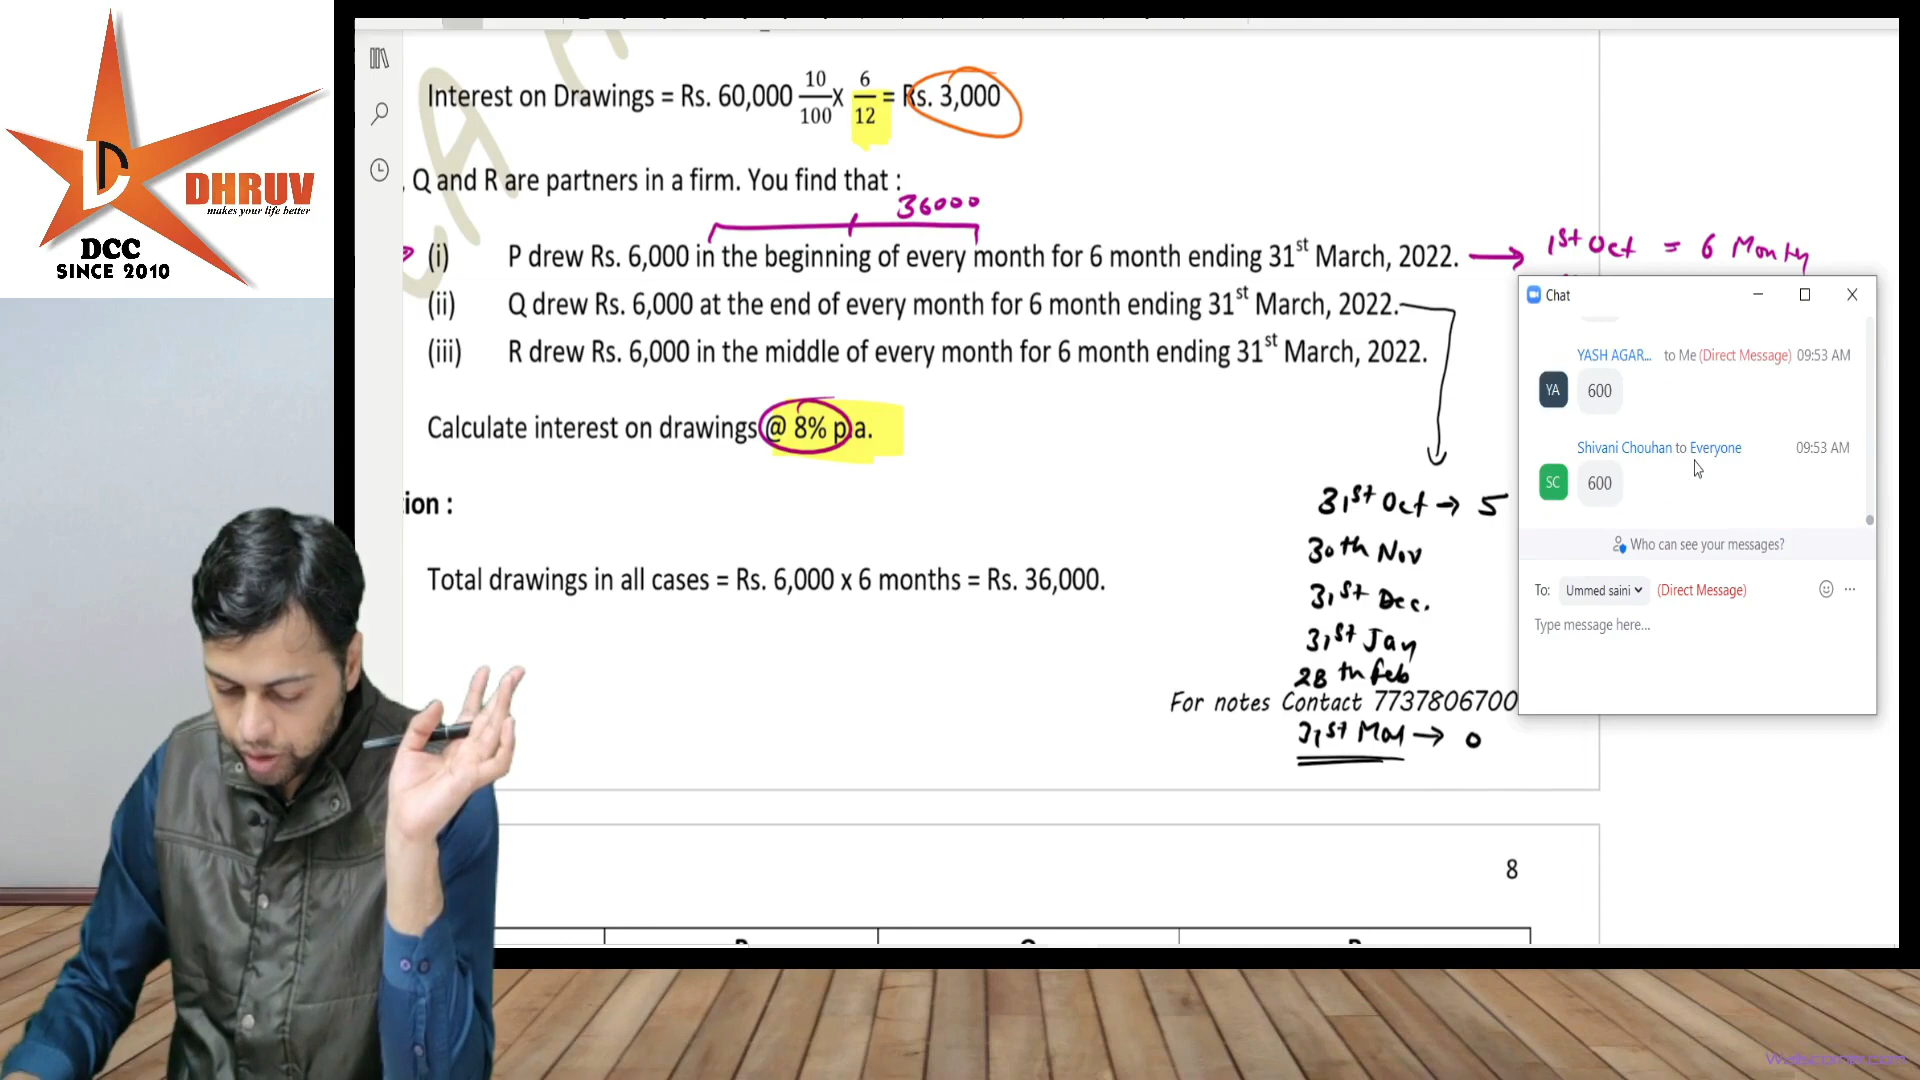 DHRUV
makes your life better
DCC
SINCE 2010
Interest on Drawings = Rs. 60,000 10/100 x 6/12 = Rs. 3,000
, Q and R are partners in a firm. You find that :
36000
(i) P drew Rs. 6,000 in the beginning of every month for 6 month ending 31st March, 2022.
1st Oct = 6 Month
(ii) Q drew Rs. 6,000 at the end of every month for 6 month ending 31st March, 2022.
(iii) R drew Rs. 6,000 in the middle of every month for 6 month ending 31st March, 2022.
Calculate interest on drawings @ 8% p.a.
ion :
Total drawings in all cases = Rs. 6,000 x 6 months = Rs. 36,000.
31st Oct → 5
30th Nov
31st Dec.
31st Jan
28th Feb
For notes Contact 7737806700
31st Mar → 0
8
Chat
YASH AGAR... to Me (Direct Message) 09:53 AM
YA
600
Shivani Chouhan to Everyone 09:53 AM
SC
600
Who can see your messages?
To: Ummed saini (Direct Message)
Type message here...